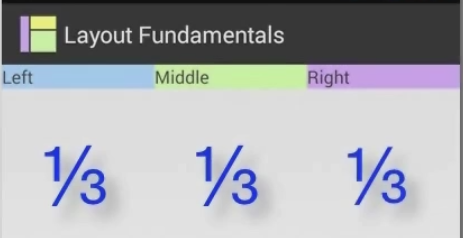 Layout Fundamentals
Left Middle Right
⅓ ⅓ ⅓